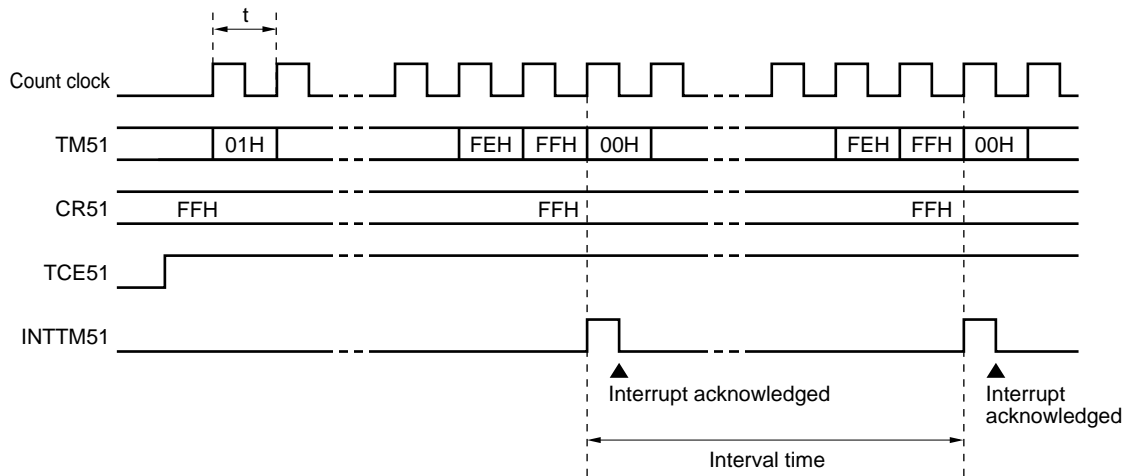 t
Count clock
TM51 01H FEH FFH 00H FEH FFH 00H
CR51 FFH FFH FFH
TCE51
INTTM51
Interrupt acknowledged
Interrupt
acknowledged
Interval time